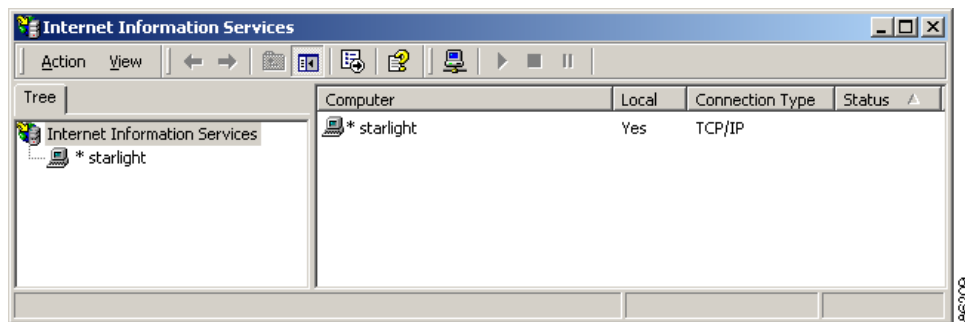 Internet Information Services
Action View
Tree
Computer Local Connection Type Status
Internet Information Services
* starlight
* starlight Yes TCP/IP
86209